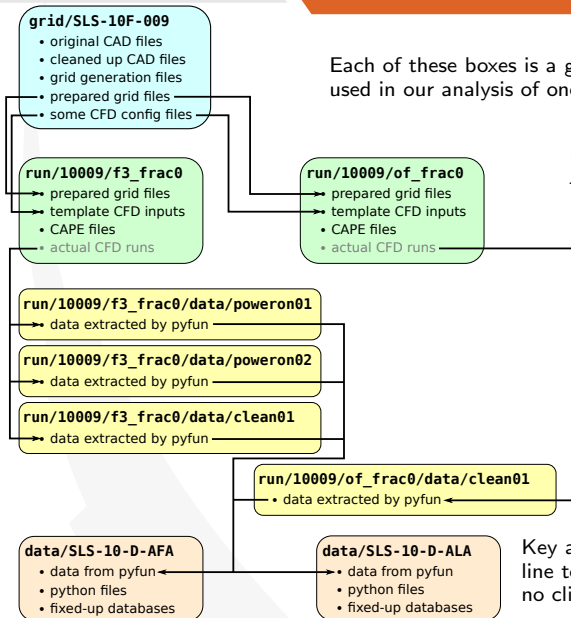 grid/SLS-10F-009
• original CAD files
• cleaned up CAD files
• grid generation files
• prepared grid files
• some CFD config files
Each of these boxes is a g
used in our analysis of on
run/10009/f3_frac0
• prepared grid files
• template CFD inputs
• CAPE files
• actual CFD runs
run/10009/of_frac0
• prepared grid files
• template CFD inputs
• CAPE files
• actual CFD runs
run/10009/f3_frac0/data/poweron01
• data extracted by pyfun
run/10009/f3_frac0/data/poweron02
• data extracted by pyfun
run/10009/f3_frac0/data/clean01
• data extracted by pyfun
run/10009/of_frac0/data/clean01
• data extracted by pyfun
data/SLS-10-D-AFA
• data from pyfun
• python files
• fixed-up databases
data/SLS-10-D-ALA
• data from pyfun
• python files
• fixed-up databases
Key a
line t
no cli